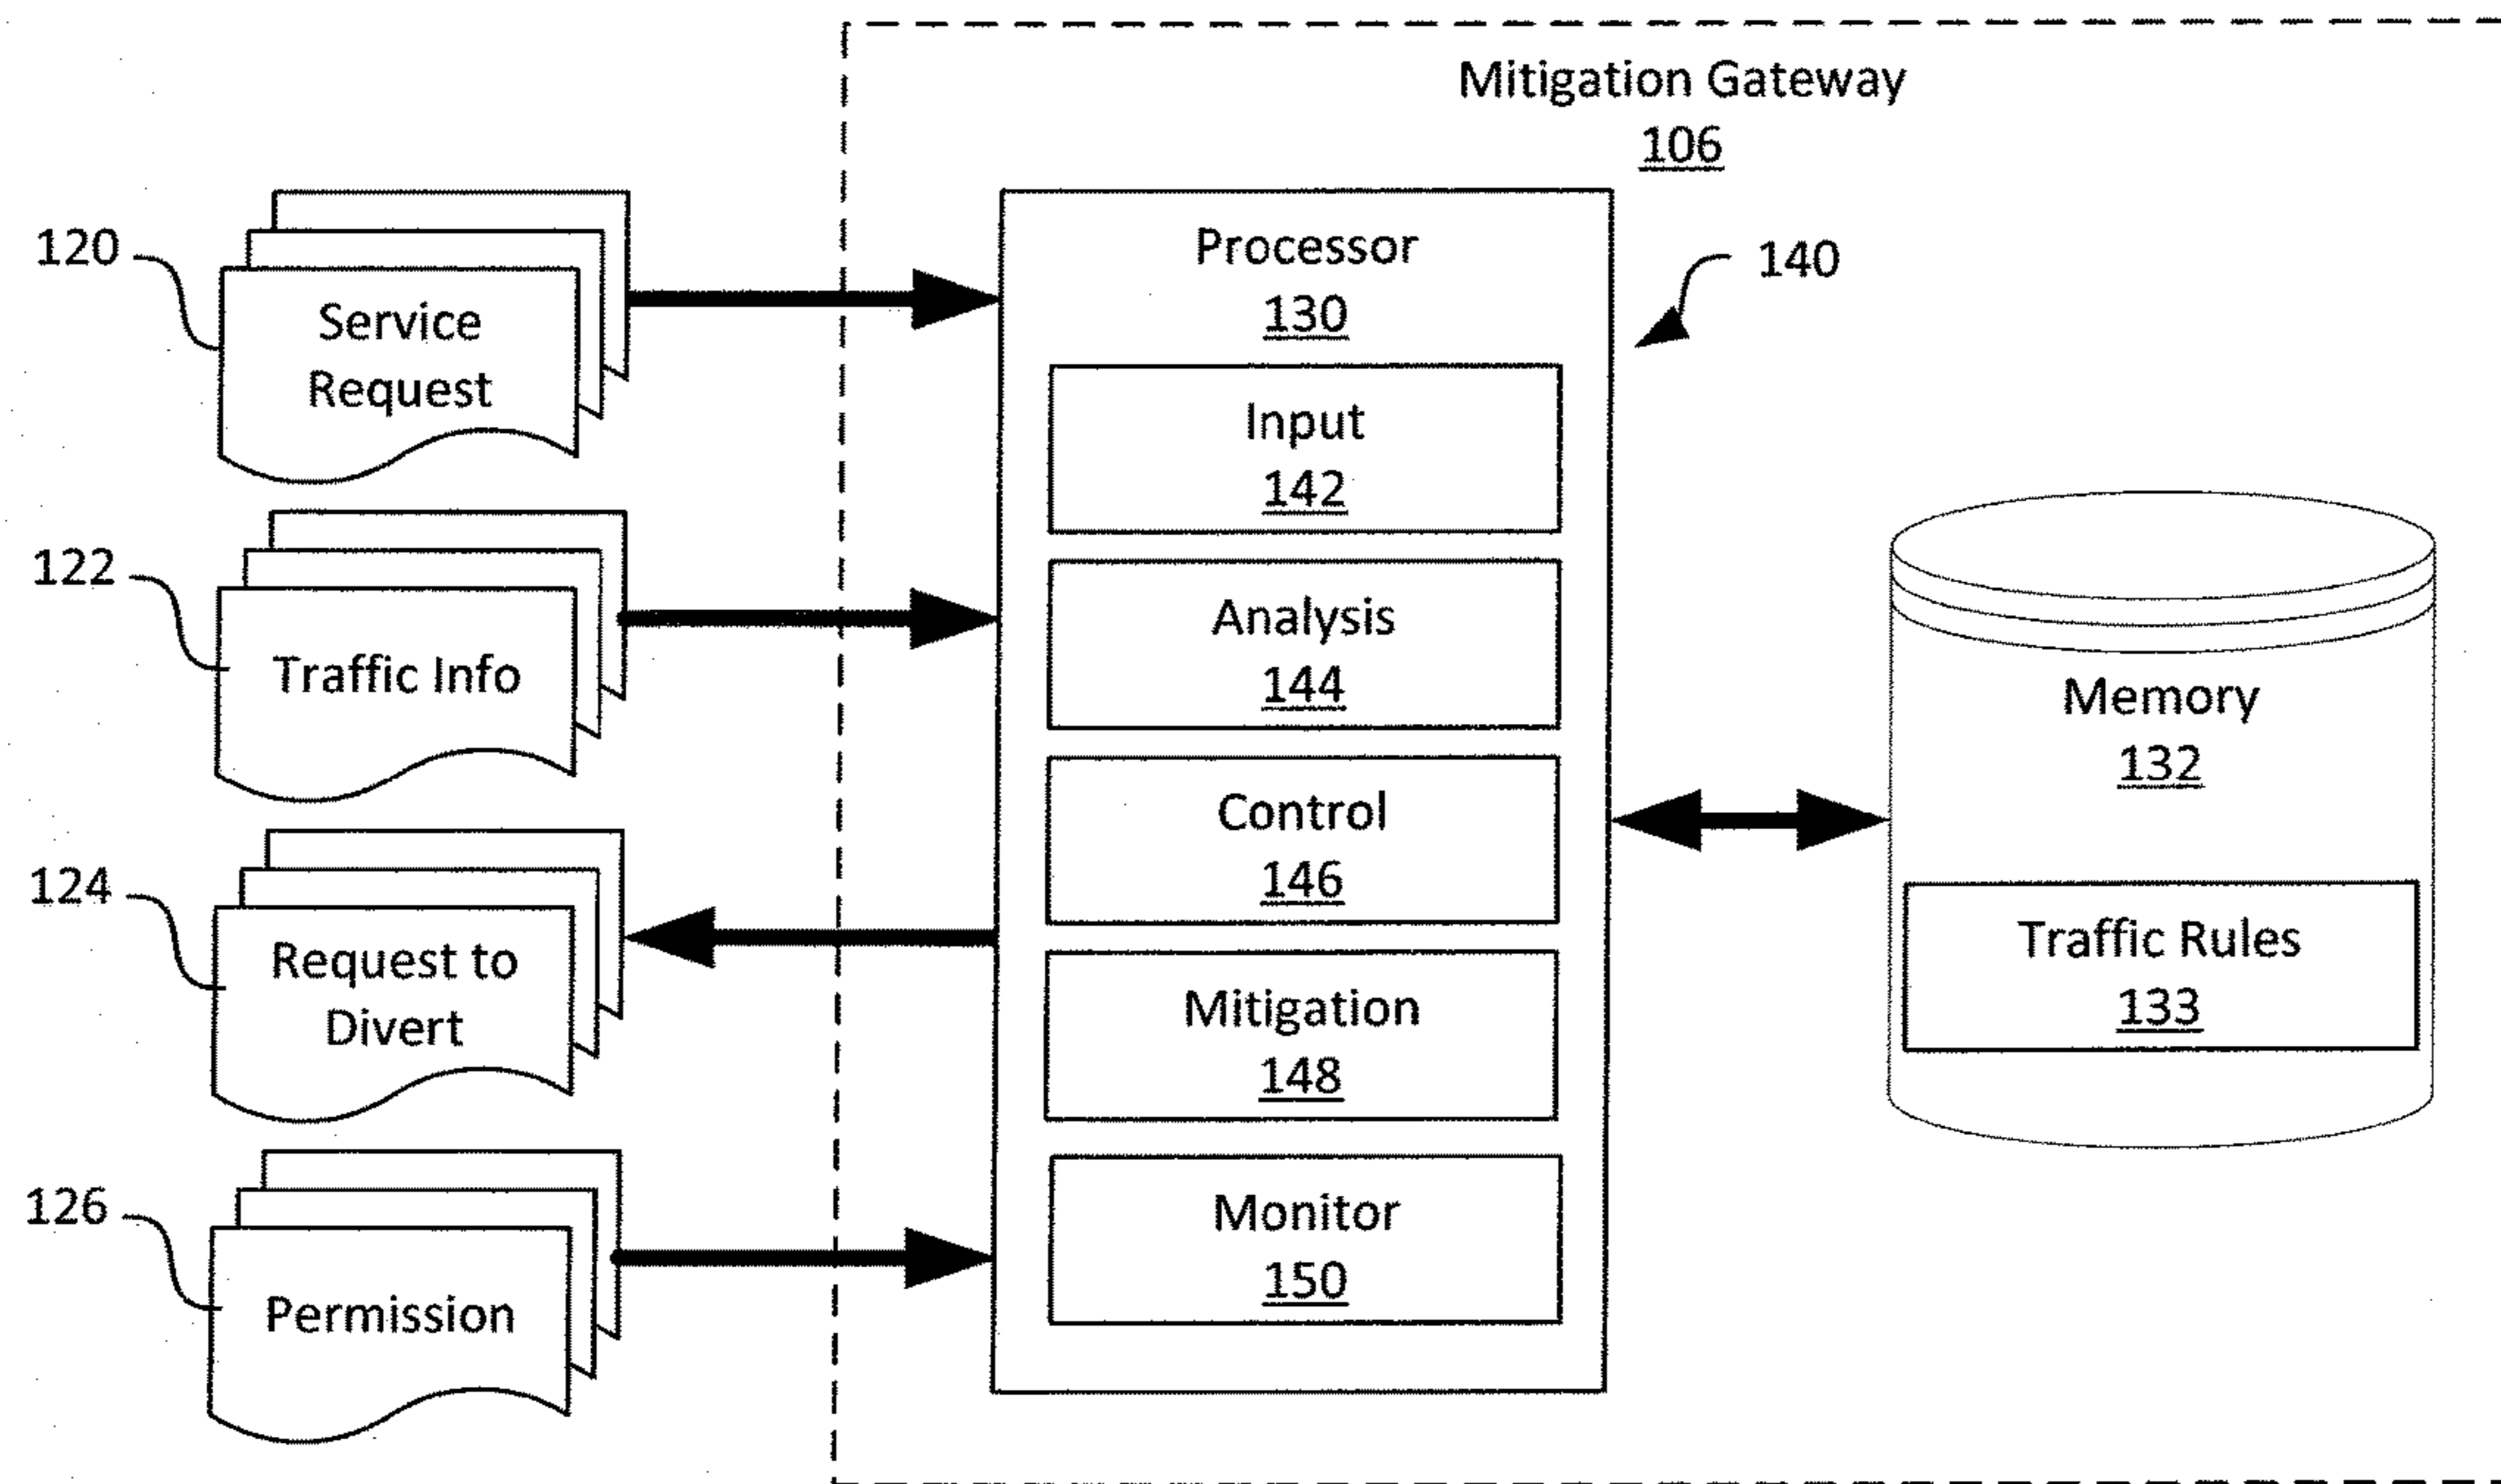 Mitigation Gateway
106
120
Service
Request
122
Traffic Info
124
Request to
Divert
126
Permission
Processor
130
140
Input
142
Analysis
144
Control
146
Mitigation
148
Monitor
150
Memory
132
Traffic Rules
133